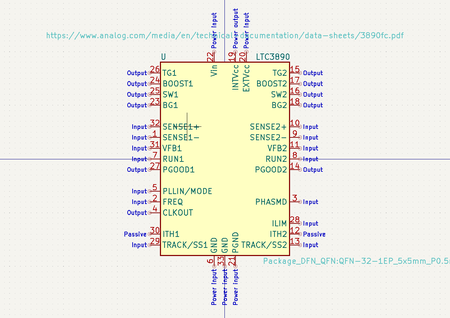 Power Input
Power output
Power Input
https://www.analog.com/media/en/technical-documentation/data-sheets/3890fc.pdf
22 19 20
U LTC3890
Vin INTVcc EXTVcc
Output 26 TG1 TG2 15 Output
Output 24 BOOST1 BOOST2 17 Output
Output 25 SW1 SW2 16 Output
Output 23 BG1 BG2 18 Output
Input 32 SENSE1+ SENSE2+ 10 Input
Input 1 SENSE1- SENSE2- 9 Input
Input 31 VFB1 VFB2 11 Input
Input 7 RUN1 RUN2 8 Input
Output 27 PGOOD1 PGOOD2 14 Output
Input 5 PLLIN/MODE
Input 2 FREQ PHASMD 3 Input
Output 4 CLKOUT
ILIM 28 Input
Passive 30 ITH1 ITH2 12 Passive
Input 29 TRACK/SS1 TRACK/SS2 13 Input
GND GND PGND
6 33 21
Package_DFN_QFN:QFN-32-1EP_5x5mm_P0.5
Power Input
Power Input
Power Input